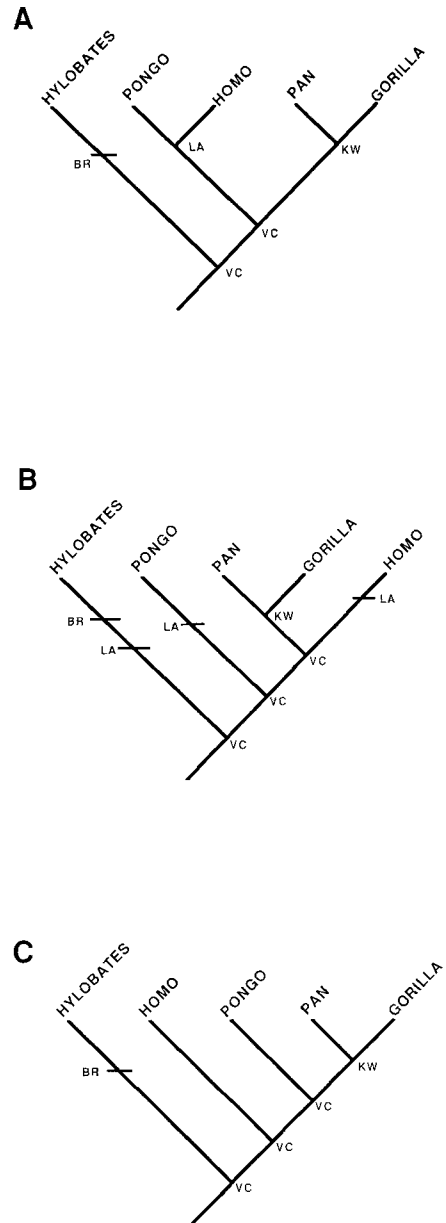 A
HYLOBATES PONGO HOMO PAN GORILLA
BR LA KW
VC
VC
B
HYLOBATES PONGO PAN GORILLA HOMO
BR LA KW LA
LA VC
VC
VC
C
HYLOBATES HOMO PONGO PAN GORILLA
BR KW
VC
VC
VC